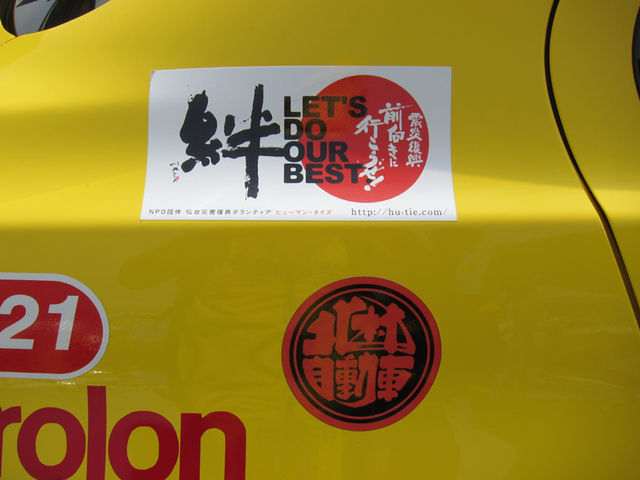 絆
LET'S
DO
OUR
BEST!
震災復興
前向きに
行こうぜ!
NPO団体 仙台災害復興ボランティア ヒューマン・タイズ http://hu-tie.com/
21
北村
自動車
rolon